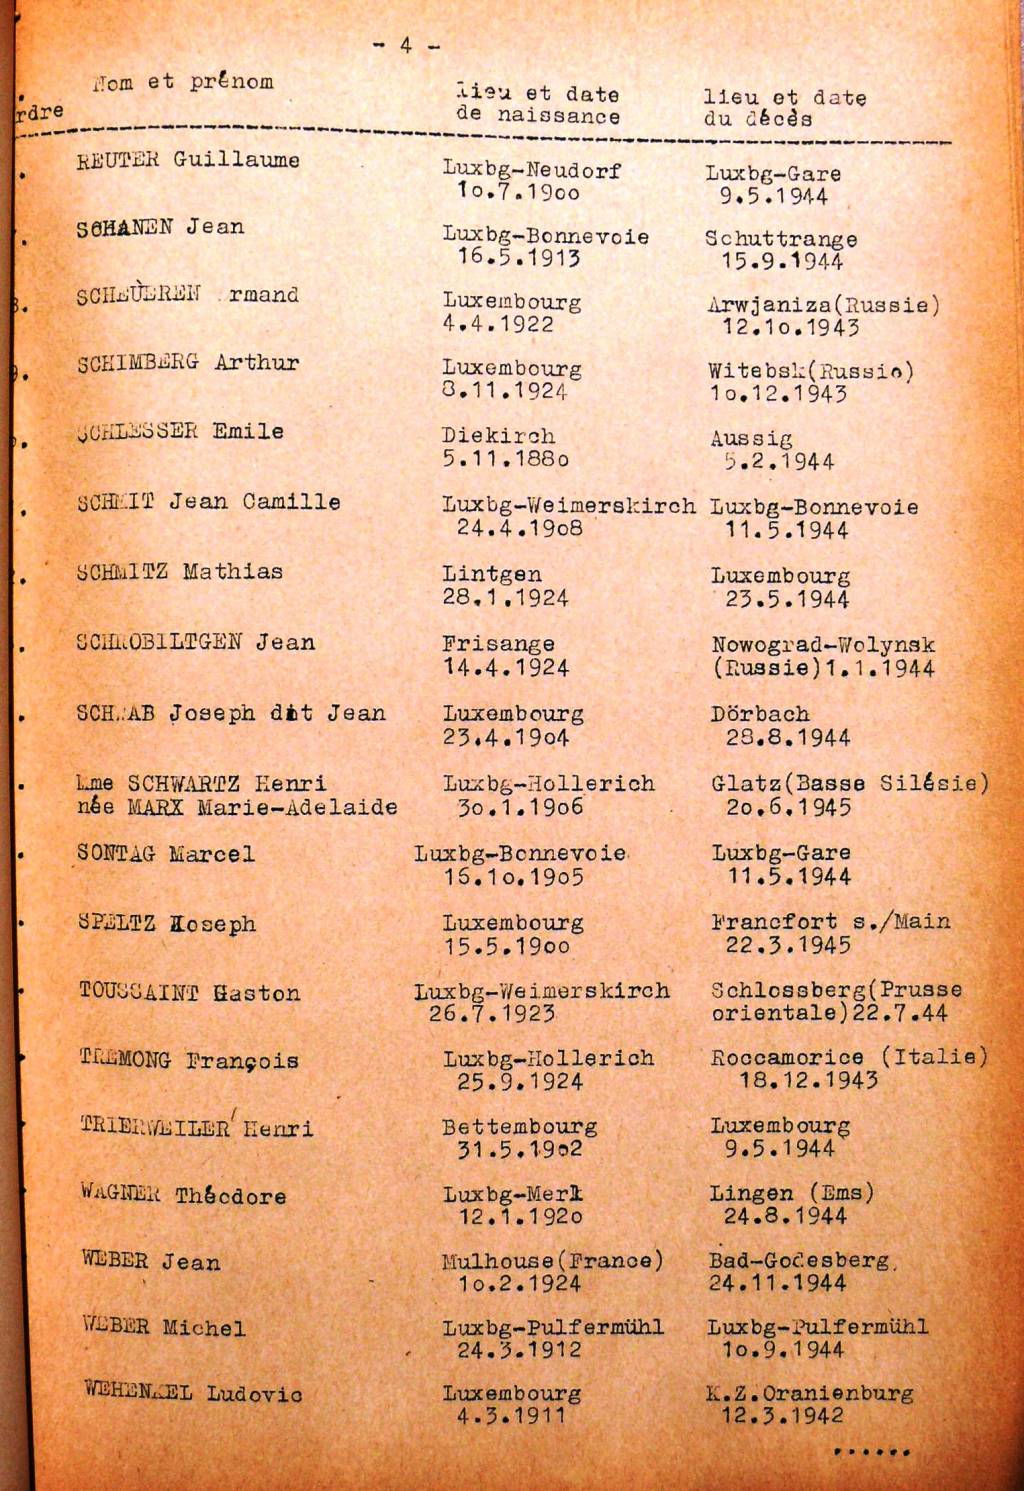 - 4 -
Nom et prénom lieu et date lieu et date
rdre de naissance du décès
REUTER Guillaume Luxbg-Neudorf Luxbg-Gare
1o.7.19oo 9.5.1944
SCHANEN Jean Luxbg-Bonnevoie Schuttrange
16.5.1913 15.9.1944
SCHEUEREN rmand Luxembourg Arwjaniza(Russie)
4.4.1922 12.1o.1943
SCHIMBERG Arthur Luxembourg Witebsk(Russie)
8.11.1924 1o.12.1943
SCHLESSER Emile Diekirch Aussig
5.11.188o 5.2.1944
SCHMIT Jean Camille Luxbg-Weimerskirch Luxbg-Bonnevoie
24.4.19o8 11.5.1944
SCHMITZ Mathias Lintgen Luxembourg
28.1.1924 23.5.1944
SCHROBILTGEN Jean Frisange Nowograd-Wolynsk
14.4.1924 (Russie)1.1.1944
SCHWAB Joseph dit Jean Luxembourg Dörbach
23.4.19o4 28.8.1944
Mme SCHWARTZ Henri Luxbg-Hollerich Glatz(Basse Silésie)
née MARX Marie-Adelaide 3o.1.19o6 2o.6.1945
SONTAG Marcel Luxbg-Bonnevoie Luxbg-Gare
15.1o.19o5 11.5.1944
SPELTZ Hoseph Luxembourg Francfort s./Main
15.5.19oo 22.3.1945
TOUSSAINT Gaston Luxbg-Weimerskirch Schlossberg(Prusse
26.7.1923 orientale)22.7.44
TREMONG François Luxbg-Hollerich Roccamorice (Italie)
25.9.1924 18.12.1943
TRIERWEILER Henri Bettembourg Luxembourg
31.5.19o2 9.5.1944
WAGNER Théodore Luxbg-Merl Lingen (Ems)
12.1.192o 24.8.1944
WEBER Jean Mulhouse(France) Bad-Godesberg,
1o.2.1924 24.11.1944
WEBER Michel Luxbg-Pulfermühl Luxbg-Pulfermühl
24.3.1912 1o.9.1944
WEHENKEL Ludovic Luxembourg K.Z.Oranienburg
4.3.1911 12.3.1942
......